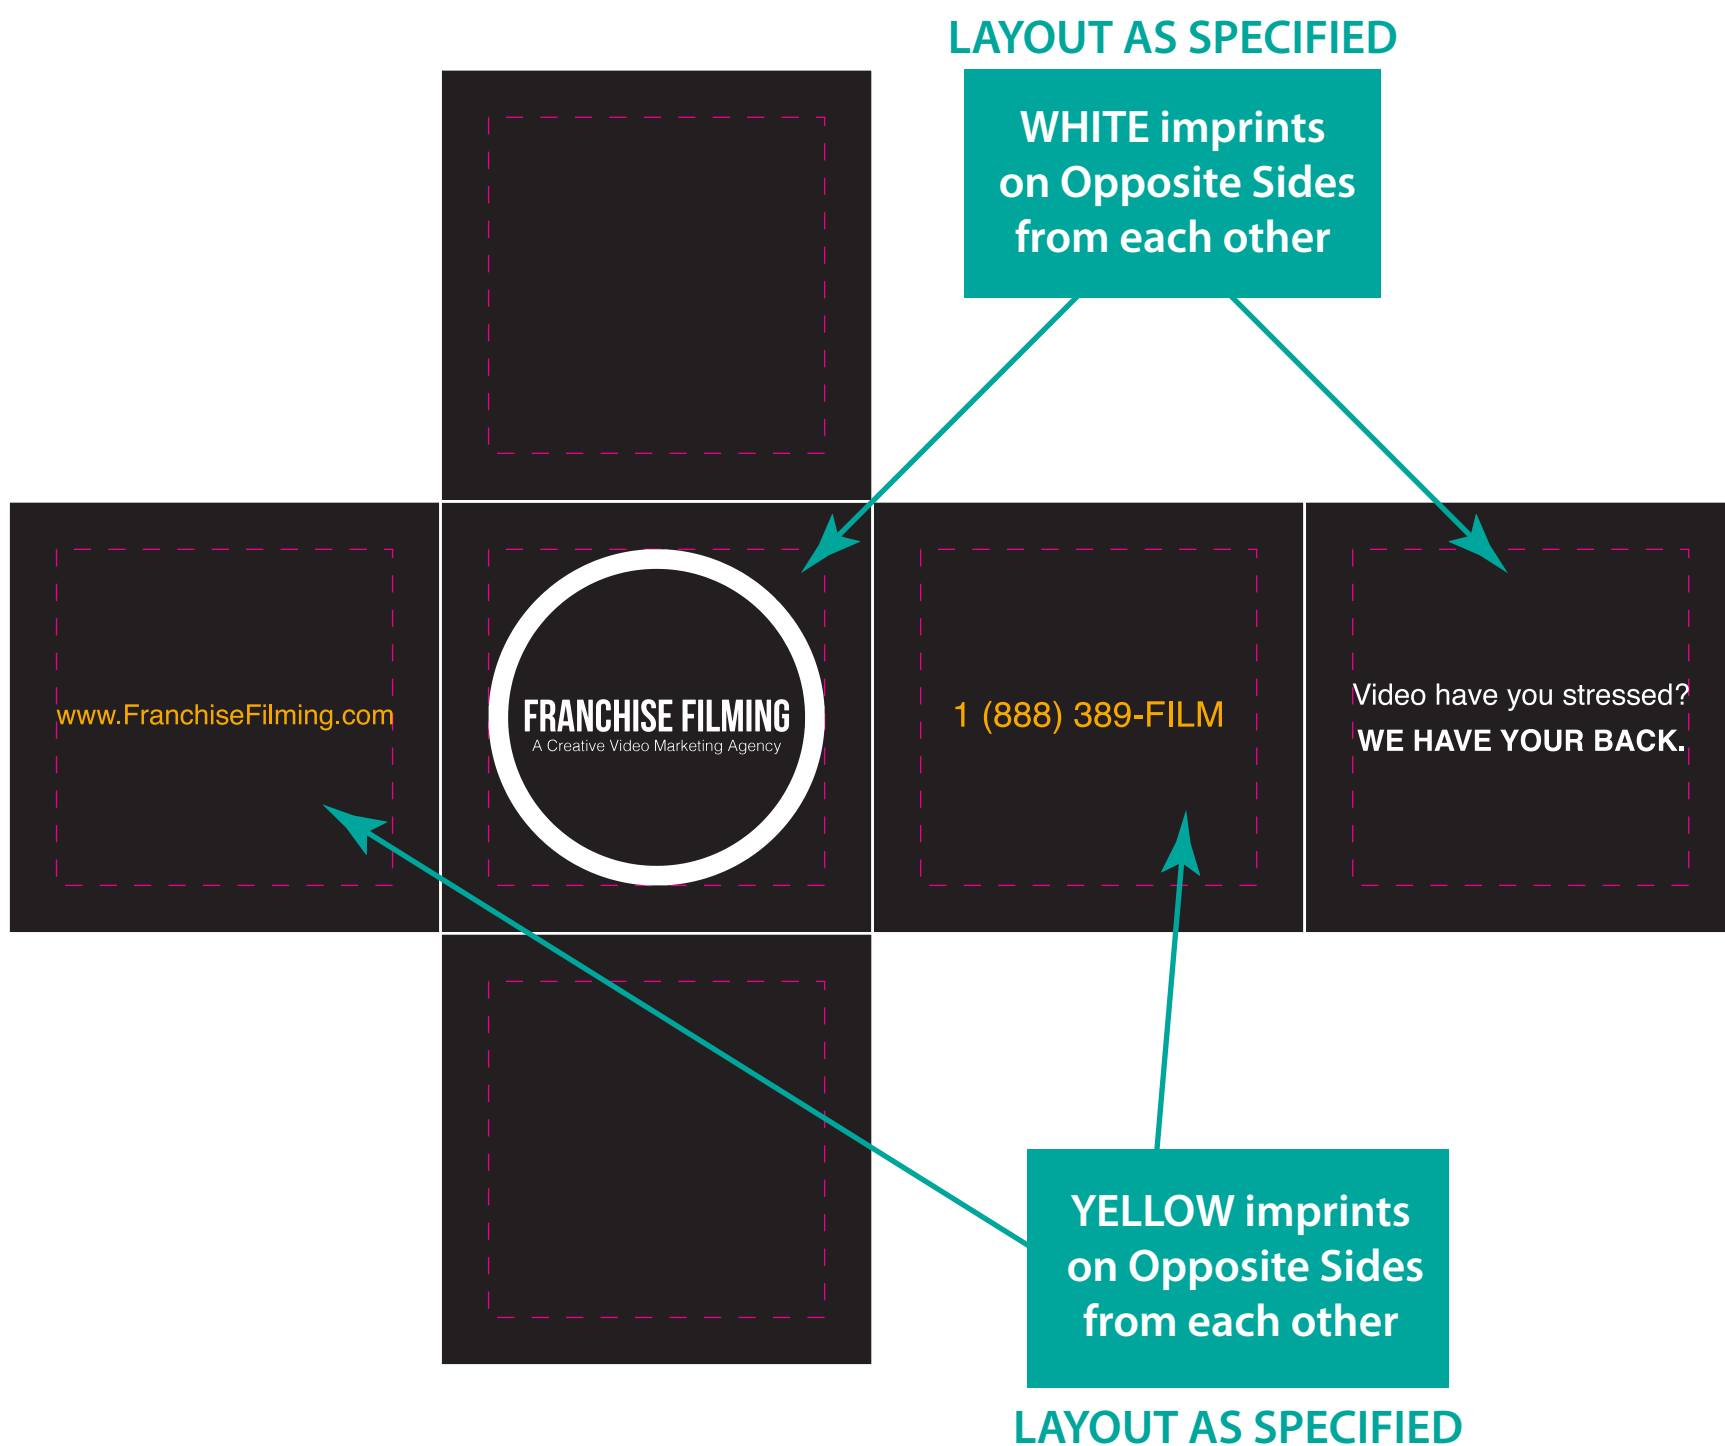 LAYOUT AS SPECIFIED
WHITE imprints
on Opposite Sides
from each other
www.FranchiseFilming.com
FRANCHISE FILMING
A Creative Video Marketing Agency
1 (888) 389-FILM
Video have you stressed?
WE HAVE YOUR BACK.
YELLOW imprints
on Opposite Sides
from each other
LAYOUT AS SPECIFIED